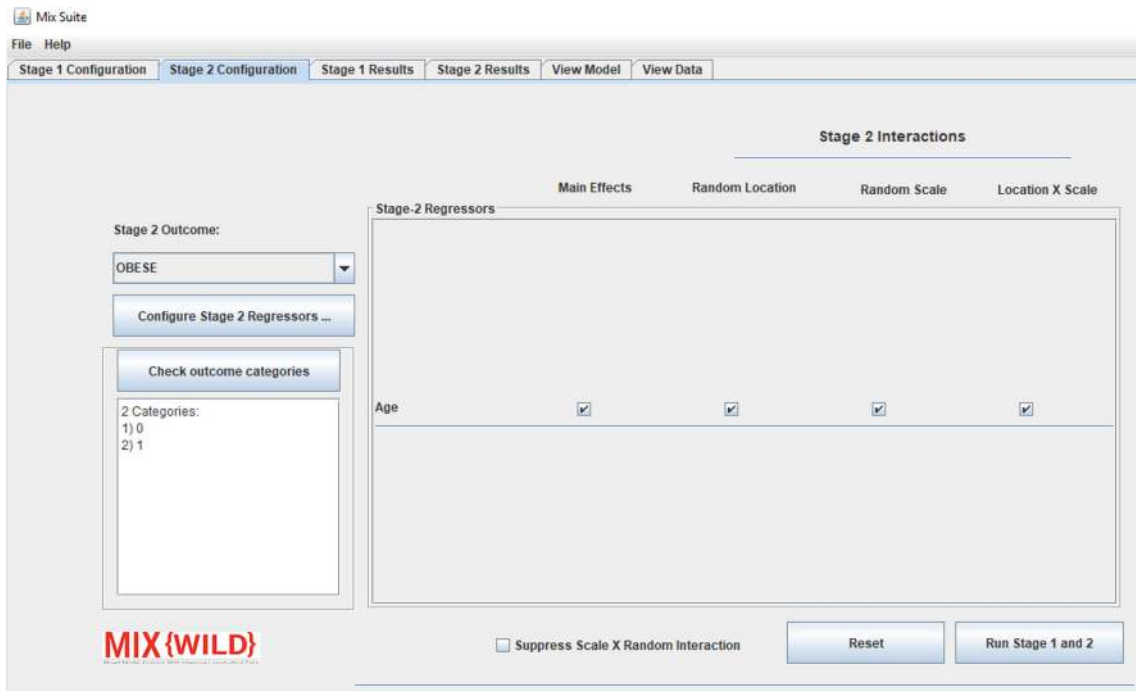 Mix Suite
File Help
Stage 1 Configuration Stage 2 Configuration Stage 1 Results Stage 2 Results View Model View Data
Stage 2 Interactions
Main Effects Random Location Random Scale Location X Scale
Stage-2 Regressors
Stage 2 Outcome:
OBESE
Configure Stage 2 Regressors ...
Check outcome categories
2 Categories:
1) 0
2) 1
Age
MIX {WILD}
Suppress Scale X Random Interaction
Reset
Run Stage 1 and 2